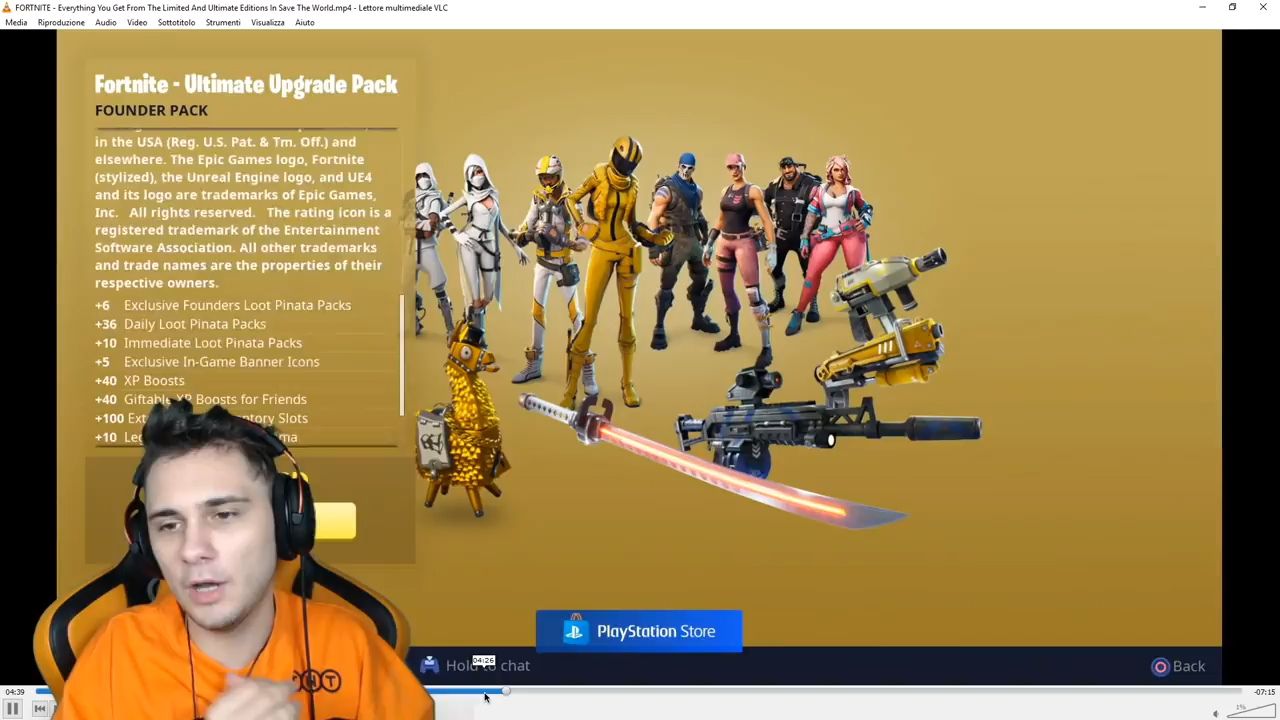 FORTNITE - Everything You Get From The Limited And Ultimate Editions In Save The World.mp4 - Lettore multimediale VLC
Media Riproduzione Audio Video Sottotitolo Strumenti Visualizza Aiuto
Fortnite - Ultimate Upgrade Pack
FOUNDER PACK
in the USA (Reg. U.S. Pat. & Tm. Off.) and
elsewhere. The Epic Games logo, Fortnite
(stylized), the Unreal Engine logo, and UE4
and its logo are trademarks of Epic Games,
Inc. All rights reserved. The rating icon is a
registered trademark of the Entertainment
Software Association. All other trademarks
and trade names are the properties of their
respective owners.
+6 Exclusive Founders Loot Pinata Packs
+36 Daily Loot Pinata Packs
+10 Immediate Loot Pinata Packs
+5 Exclusive In-Game Banner Icons
+40 XP Boosts
+40 Giftable XP Boosts for Friends
+100 Slots
+10
PlayStation Store
Hold to chat
04:26
Back
04:39
-07:15
1%